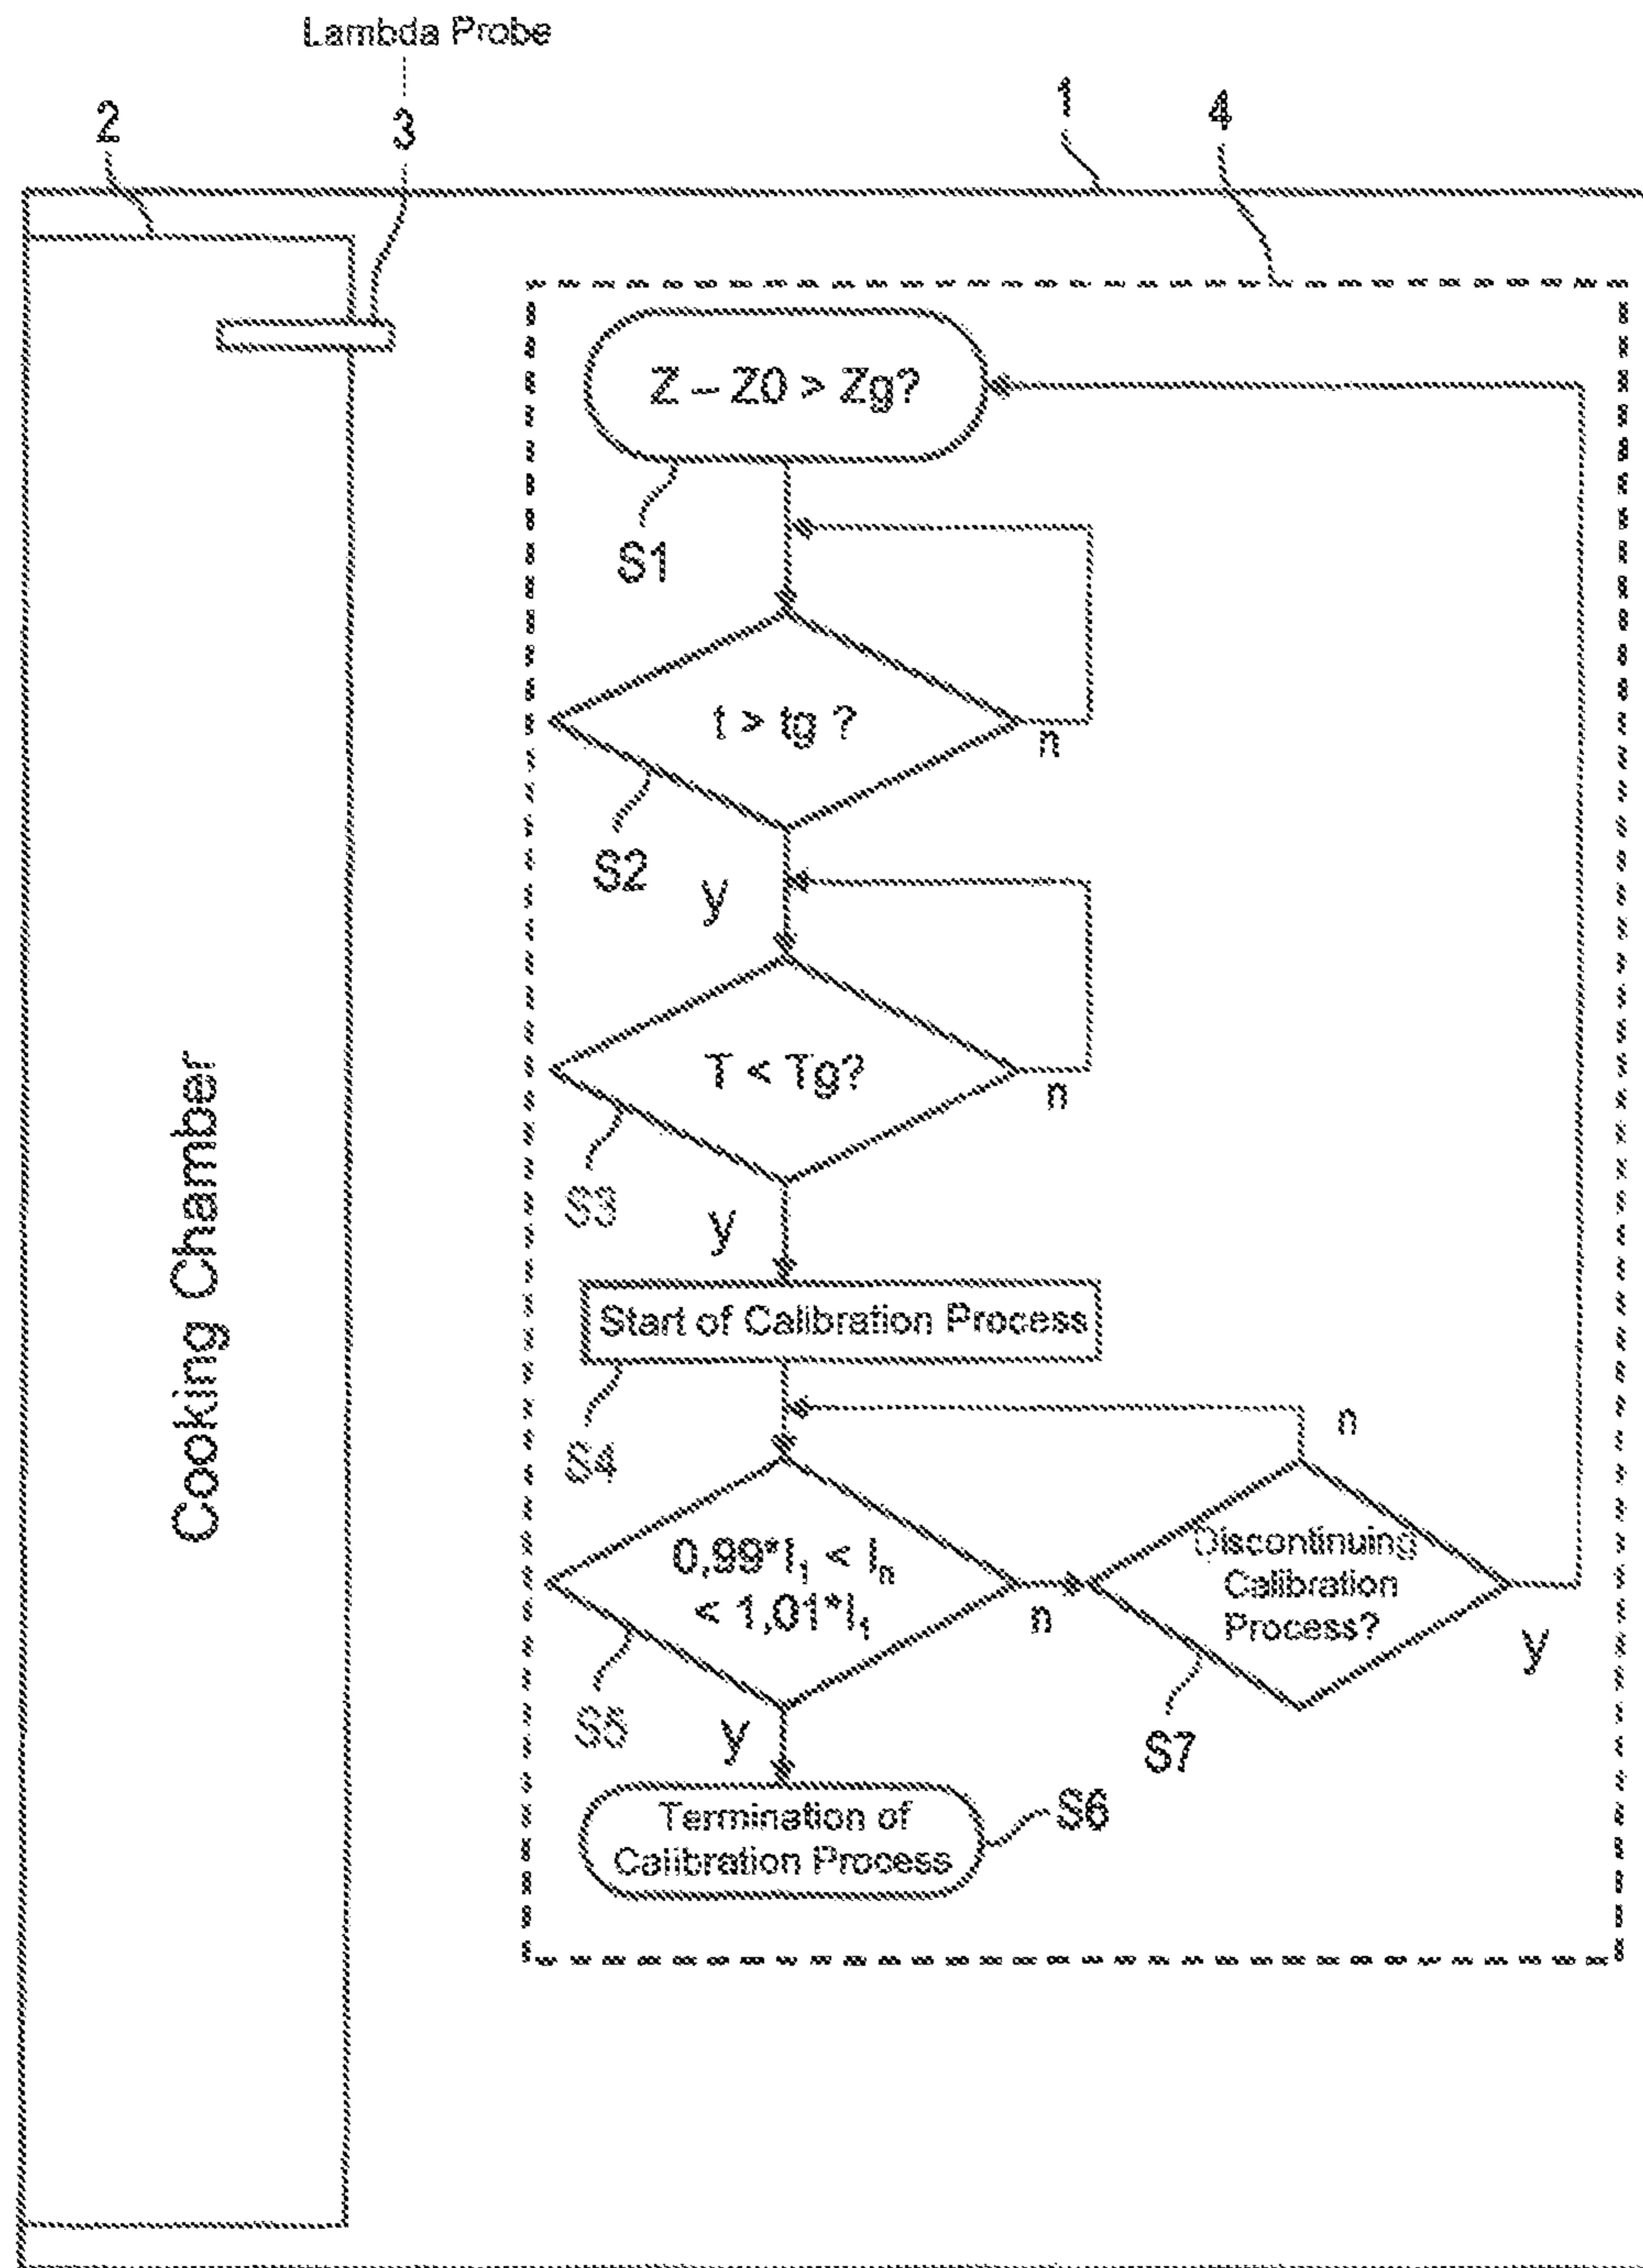 Lambda Probe
2
3
1
4
Z – Z0 > Zg?
S1
t > tg ?
n
S2
y
T < Tg?
n
S3
y
Start of Calibration Process
S4
n
0,99*I₁ < Iₙ
< 1,01*I₁
n
Discontinuing
Calibration
Process?
y
S5
y
S7
Termination of
Calibration Process
S6
Cooking Chamber